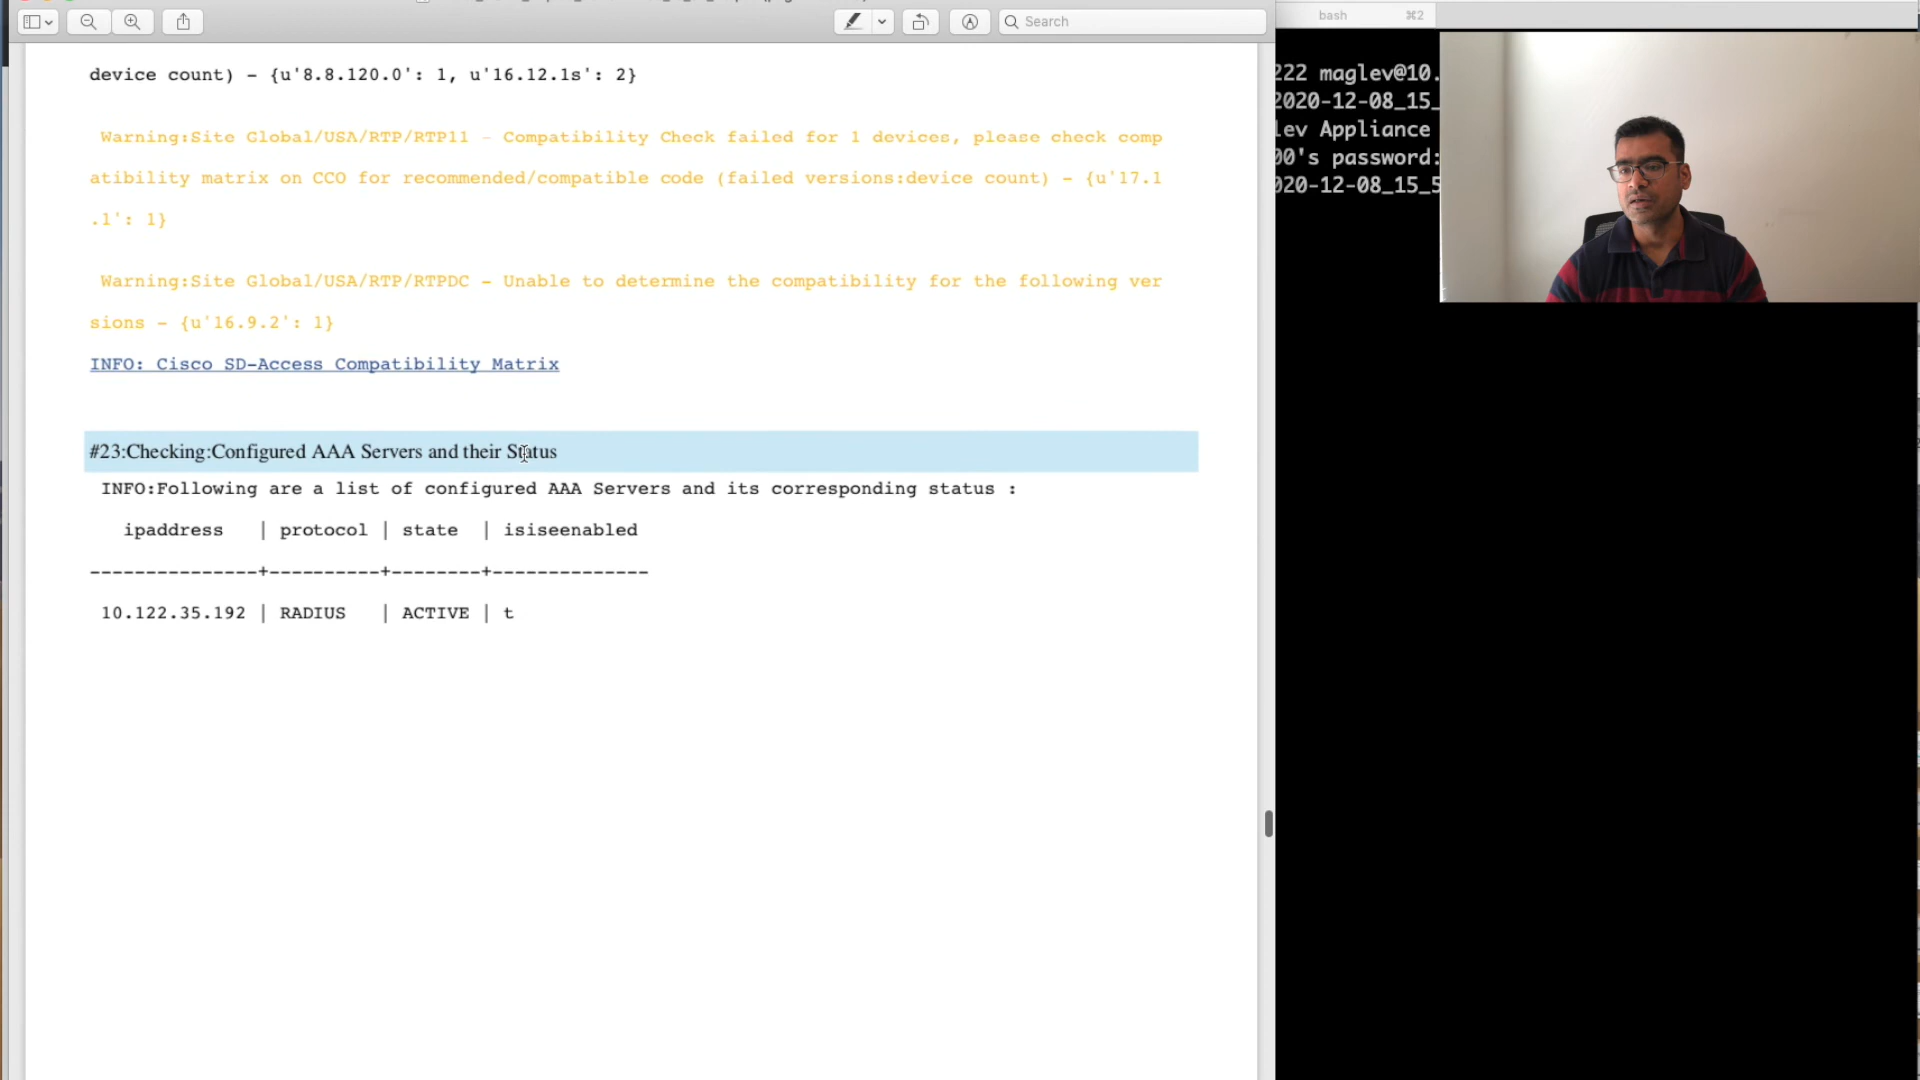 Search
bash
⌘2
device count) - {u'8.8.120.0': 1, u'16.12.1s': 2}
Warning:Site Global/USA/RTP/RTP11 - Compatibility Check failed for 1 devices, please check comp
atibility matrix on CCO for recommended/compatible code (failed versions:device count) - {u'17.1
.1': 1}
Warning:Site Global/USA/RTP/RTPDC - Unable to determine the compatibility for the following ver
sions - {u'16.9.2': 1}
INFO: Cisco SD-Access Compatibility Matrix
#23:Checking:Configured AAA Servers and their Status
INFO:Following are a list of configured AAA Servers and its corresponding status :
ipaddress | protocol | state | isiseenabled
---------------+----------+--------+--------------
10.122.35.192 | RADIUS | ACTIVE | t
222 maglev@10.
2020-12-08_15_
lev Appliance
00's password:
020-12-08_15_5